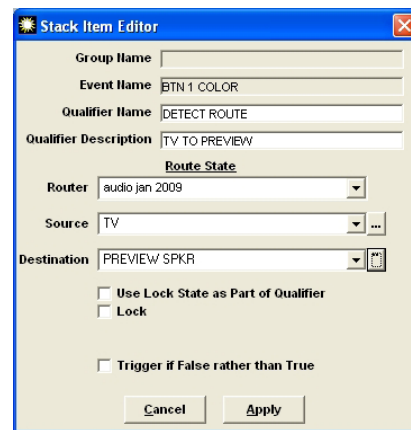 Stack Item Editor
Group Name
Event Name BTN 1 COLOR
Qualifier Name DETECT ROUTE
Qualifier Description TV TO PREVIEW
Route State
Router audio jan 2009
Source TV ...
Destination PREVIEW SPKR
Use Lock State as Part of Qualifier
Lock
Trigger if False rather than True
Cancel Apply